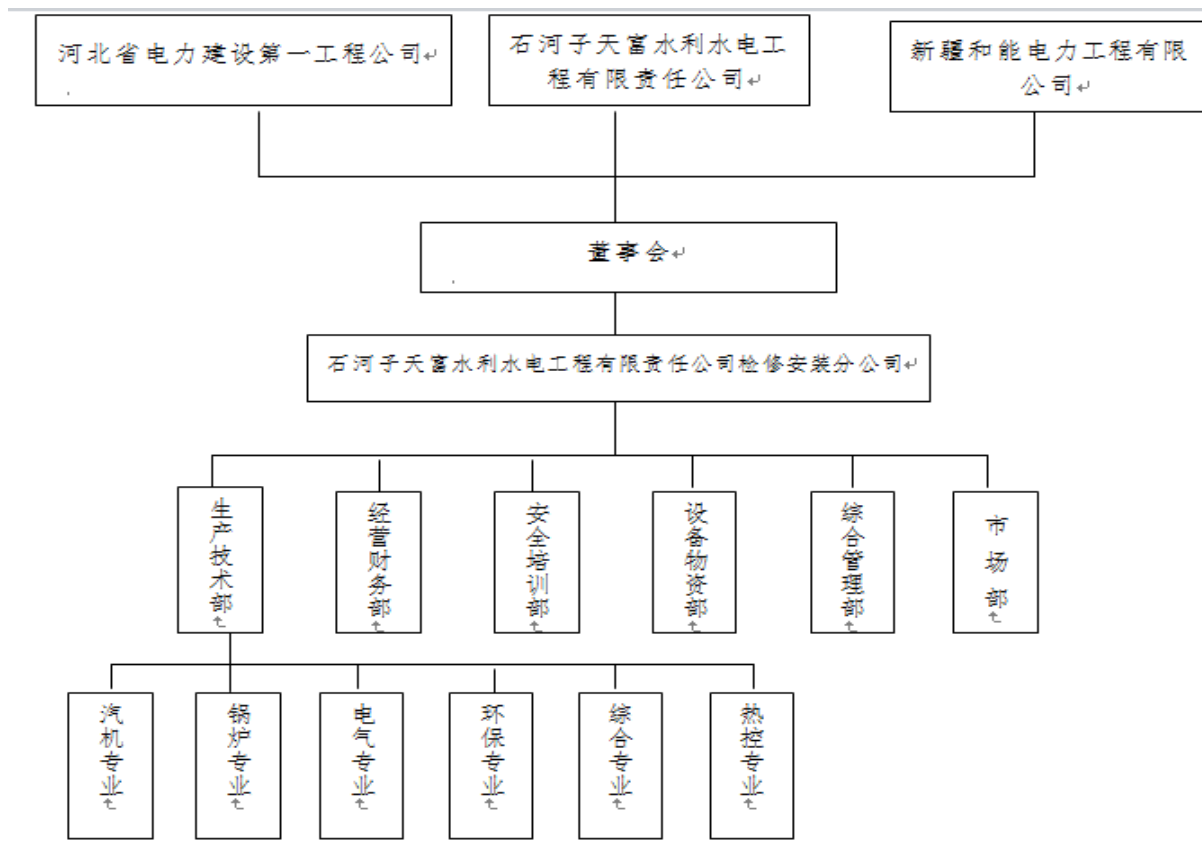 河北省电力建设第一工程公司
石河子天富水利水电工
程有限责任公司
新疆和能电力工程有限
公司
董事会
石河子天富水利水电工程有限责任公司检修安装分公司
生产技术部
经营财务部
安全培训部
设备物资部
综合管理部
市场部
汽机专业
锅炉专业
电气专业
环保专业
综合专业
热控专业